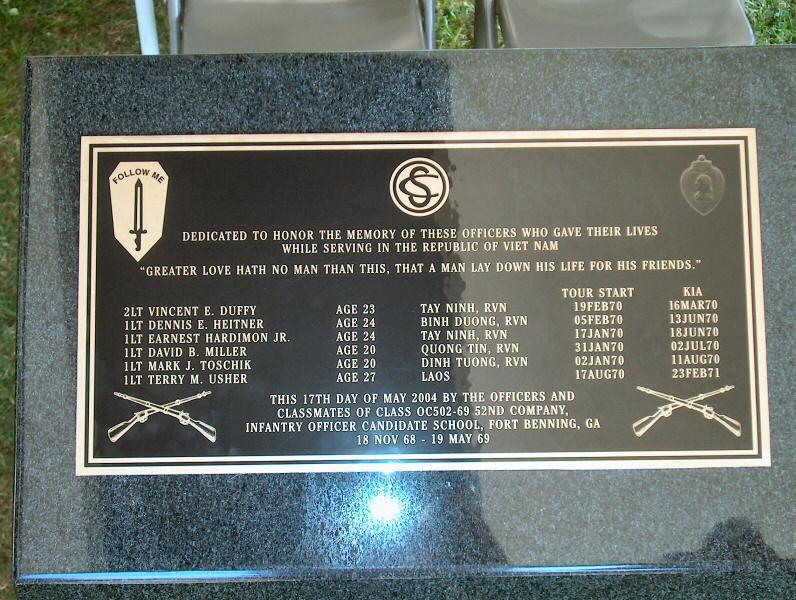 FOLLOW ME
OCS
DEDICATED TO HONOR THE MEMORY OF THESE OFFICERS WHO GAVE THEIR LIVES
WHILE SERVING IN THE REPUBLIC OF VIET NAM
“GREATER LOVE HATH NO MAN THAN THIS, THAT A MAN LAY DOWN HIS LIFE FOR HIS FRIENDS.”
TOUR START KIA
2LT VINCENT E. DUFFY AGE 23 TAY NINH, RVN 19FEB70 16MAR70
1LT DENNIS E. HEITNER AGE 24 BINH DUONG, RVN 05FEB70 13JUN70
1LT EARNEST HARDIMON JR. AGE 24 TAY NINH, RVN 17JAN70 18JUN70
1LT DAVID B. MILLER AGE 20 QUONG TIN, RVN 31JAN70 02JUL70
1LT MARK J. TOSCHIK AGE 20 DINH TUONG, RVN 02JAN70 11AUG70
1LT TERRY M. USHER AGE 27 LAOS 17AUG70 23FEB71
THIS 17TH DAY OF MAY 2004 BY THE OFFICERS AND
CLASSMATES OF CLASS OC502-69 52ND COMPANY,
INFANTRY OFFICER CANDIDATE SCHOOL, FORT BENNING, GA
18 NOV 68 - 19 MAY 69